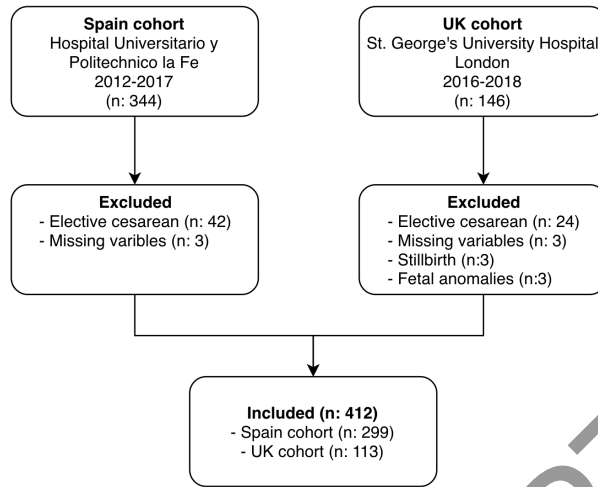 Spain cohort
Hospital Universitario y
Politechnico la Fe
2012-2017
(n: 344)
UK cohort
St. George's University Hospital
London
2016-2018
(n: 146)
Excluded
- Elective cesarean (n: 42)
- Missing varibles (n: 3)
Excluded
- Elective cesarean (n: 24)
- Missing variables (n: 3)
- Stillbirth (n:3)
- Fetal anomalies (n:3)
Included (n: 412)
- Spain cohort (n: 299)
- UK cohort (n: 113)